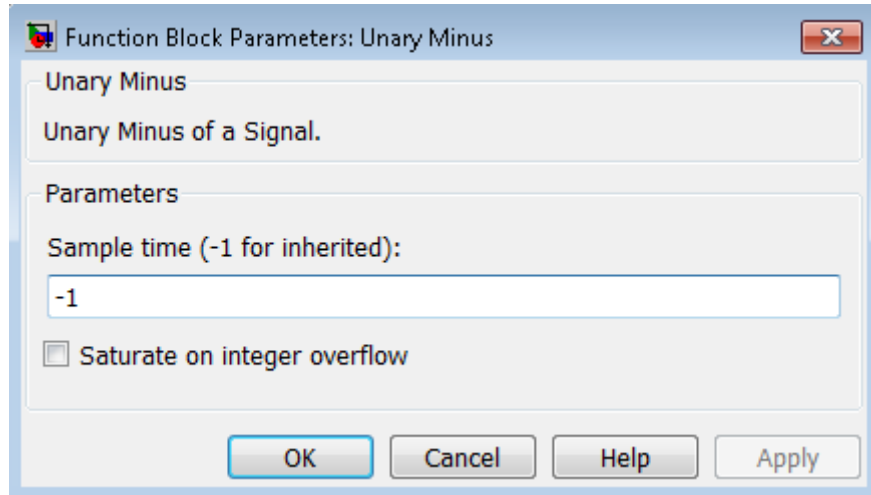 Function Block Parameters: Unary Minus
Unary Minus
Unary Minus of a Signal.
Parameters
Sample time (-1 for inherited):
-1
Saturate on integer overflow
OK Cancel Help Apply